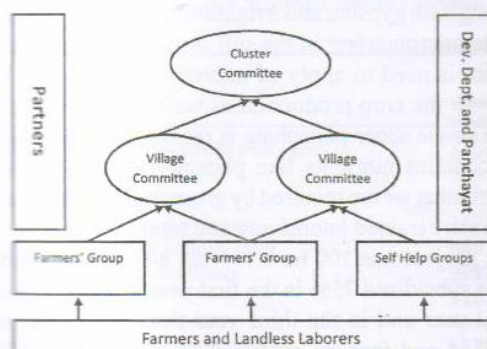 Cluster
Committee
Partners
Dev. Dept. and Panchayat
Village
Committee
Village
Committee
Farmers' Group
Farmers' Group
Self Help Groups
Farmers and Landless Laborers